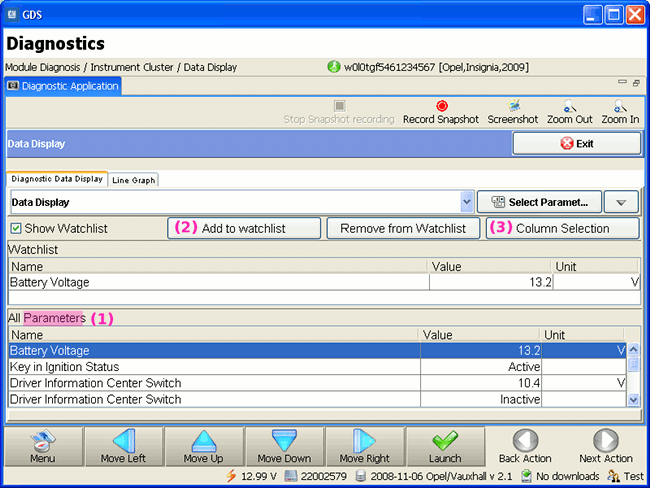 GDS
Diagnostics
Module Diagnosis / Instrument Cluster / Data Display w0l0tgf5461234567 [Opel,Insignia,2009]
Diagnostic Application
Stop Snapshot recording Record Snapshot Screenshot Zoom Out Zoom In
Data Display Exit
Diagnostic Data Display Line Graph
Data Display Select Paramet...
Show Watchlist (2) Add to watchlist Remove from Watchlist (3) Column Selection
Watchlist
Name Value Unit
Battery Voltage 13.2 V
All Parameters (1)
Name Value Unit
Battery Voltage 13.2 V
Key in Ignition Status Active
Driver Information Center Switch 10.4 V
Driver Information Center Switch Inactive
Menu Move Left Move Up Move Down Move Right Launch Back Action Next Action
12.99 V 22002579 2008-11-06 Opel/Vauxhall v 2.1 No downloads Test